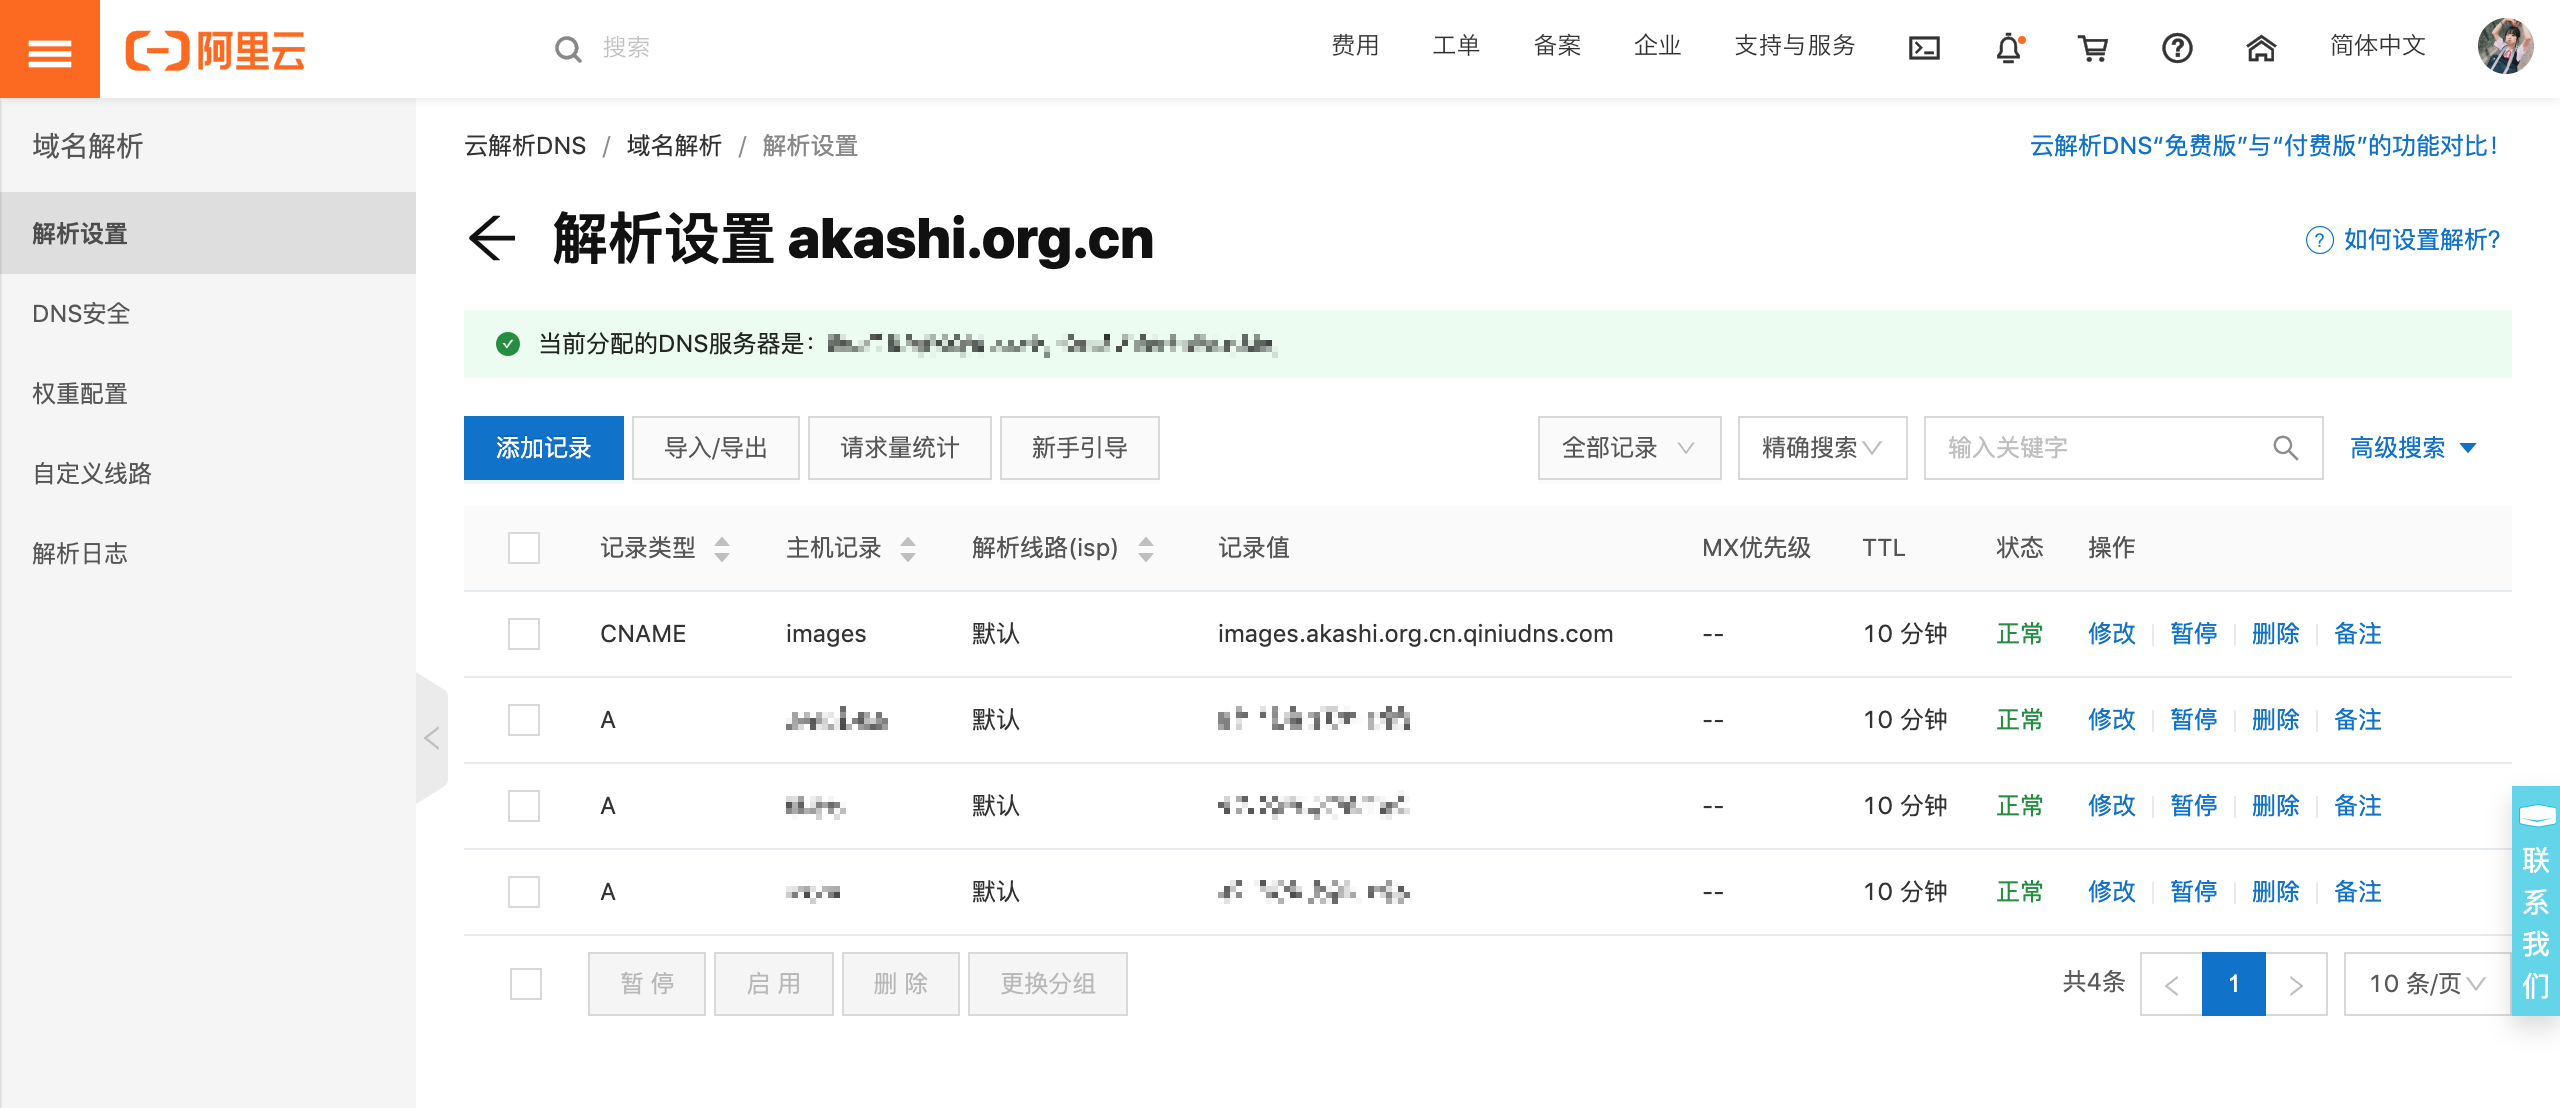 阿里云 搜索 费用 工单 备案 企业 支持与服务 简体中文
域名解析
解析设置
DNS安全
权重配置
自定义线路
解析日志
云解析DNS / 域名解析 / 解析设置
云解析DNS“免费版”与“付费版”的功能对比!
解析设置 akashi.org.cn
如何设置解析?
当前分配的DNS服务器是:
添加记录 导入/导出 请求量统计 新手引导 全部记录 精确搜索 输入关键字 高级搜索
记录类型 主机记录 解析线路(isp) 记录值 MX优先级 TTL 状态 操作
CNAME images 默认 images.akashi.org.cn.qiniudns.com -- 10 分钟 正常 修改 暂停 删除 备注
A 默认 -- 10 分钟 正常 修改 暂停 删除 备注
A 默认 -- 10 分钟 正常 修改 暂停 删除 备注
A 默认 -- 10 分钟 正常 修改 暂停 删除 备注
暂 停 启 用 删 除 更换分组 共4条 < 1 > 10 条/页
联系我们